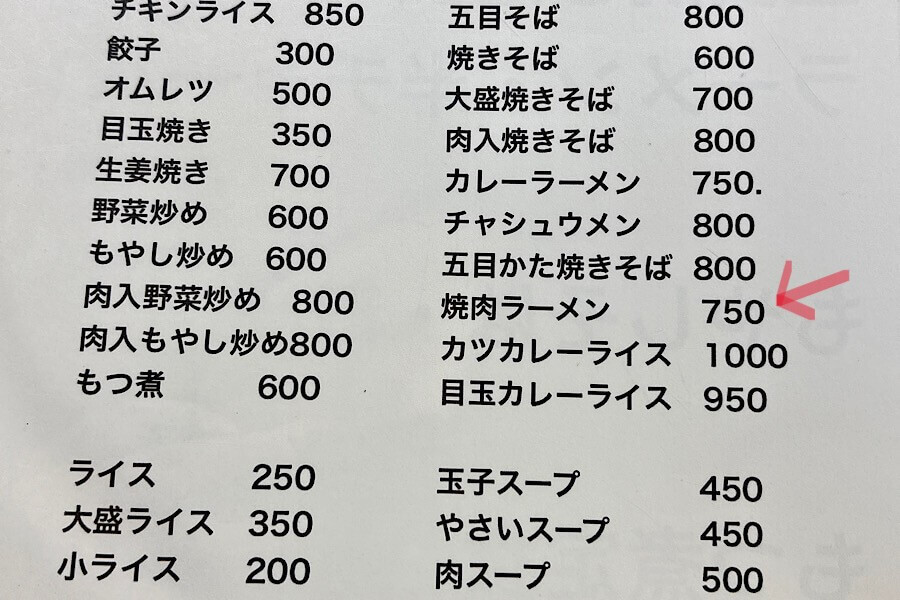 チキンライス 850
餃子 300
オムレツ 500
目玉焼き 350
生姜焼き 700
野菜炒め 600
もやし炒め 600
肉入野菜炒め 800
肉入もやし炒め800
もつ煮 600
ライス 250
大盛ライス 350
小ライス 200
五目そば 800
焼きそば 600
大盛焼きそば 700
肉入焼きそば 800
カレーラーメン 750.
チャシュウメン 800
五目かた焼きそば 800
焼肉ラーメン 750
カツカレーライス 1000
目玉カレーライス 950
玉子スープ 450
やさいスープ 450
肉スープ 500